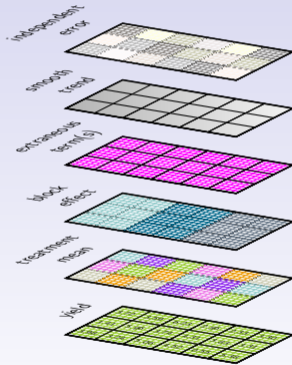 independent
error
smooth
trend
extraneous
term(s)
block
effect
treatment
mean
yield